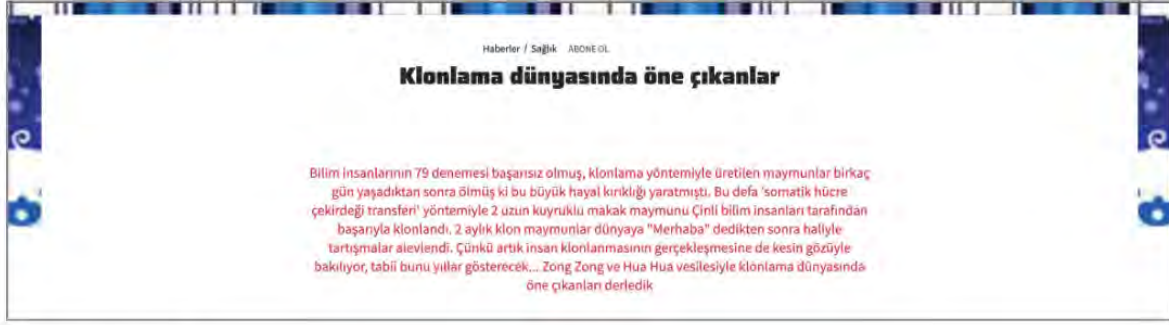 Haberler / Sağlık ABONE OL
Klonlama dünyasında öne çıkanlar
Bilim insanlarının 79 denemesi başarısız olmuş, klonlama yöntemiyle üretilen maymunlar birkaç
gün yaşadıktan sonra ölmüş ki bu büyük hayal kırıklığı yaratmıştı. Bu defa 'somatik hücre
çekirdeği transferi' yöntemiyle 2 uzun kuyruklu makak maymunu Çinli bilim insanları tarafından
başarıyla klonlandı. 2 aylık klon maymunlar dünyaya "Merhaba" dedikten sonra haliyle
tartışmalar alevlendi. Çünkü artık insan klonlanmasının gerçekleşmesine de kesin gözüyle
bakılıyor, tabii bunu yıllar gösterecek... Zong Zong ve Hua Hua vesilesiyle klonlama dünyasında
öne çıkanları derledik